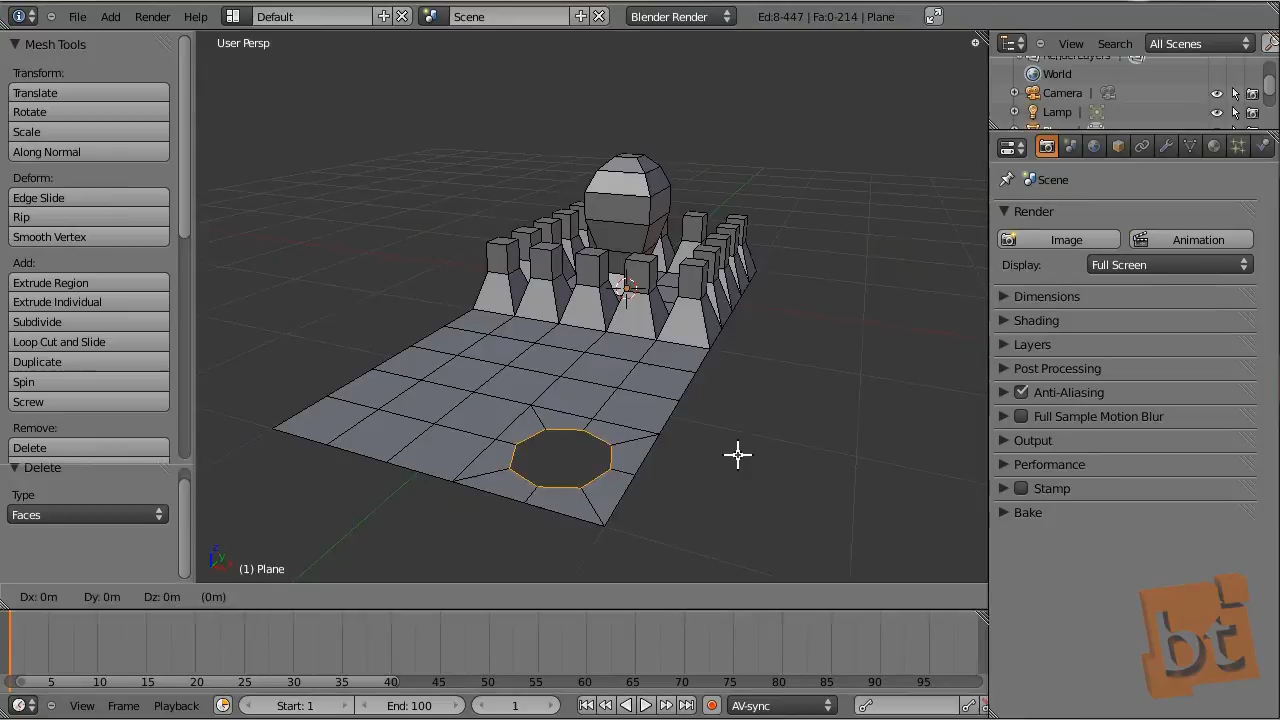 File Add Render Help Default Scene Blender Render Ed:8-447 | Fa:0-214 | Plane
Mesh Tools
Transform:
Translate
Rotate
Scale
Along Normal
Deform:
Edge Slide
Rip
Smooth Vertex
Add:
Extrude Region
Extrude Individual
Subdivide
Loop Cut and Slide
Duplicate
Spin
Screw
Remove:
Delete
Delete
Type
Faces
User Persp
(1) Plane
Dx: 0m Dy: 0m Dz: 0m (0m)
View Search All Scenes
RenderLayers
World
Camera
Lamp
Scene
Render
Image Animation
Display: Full Screen
Dimensions
Shading
Layers
Post Processing
Anti-Aliasing
Full Sample Motion Blur
Output
Performance
Stamp
Bake
bt
5 10 15 20 25 30 35 40 45 50 55 60 65 70 75 80 85 90 95
View Frame Playback Start: 1 End: 100 1 AV-sync